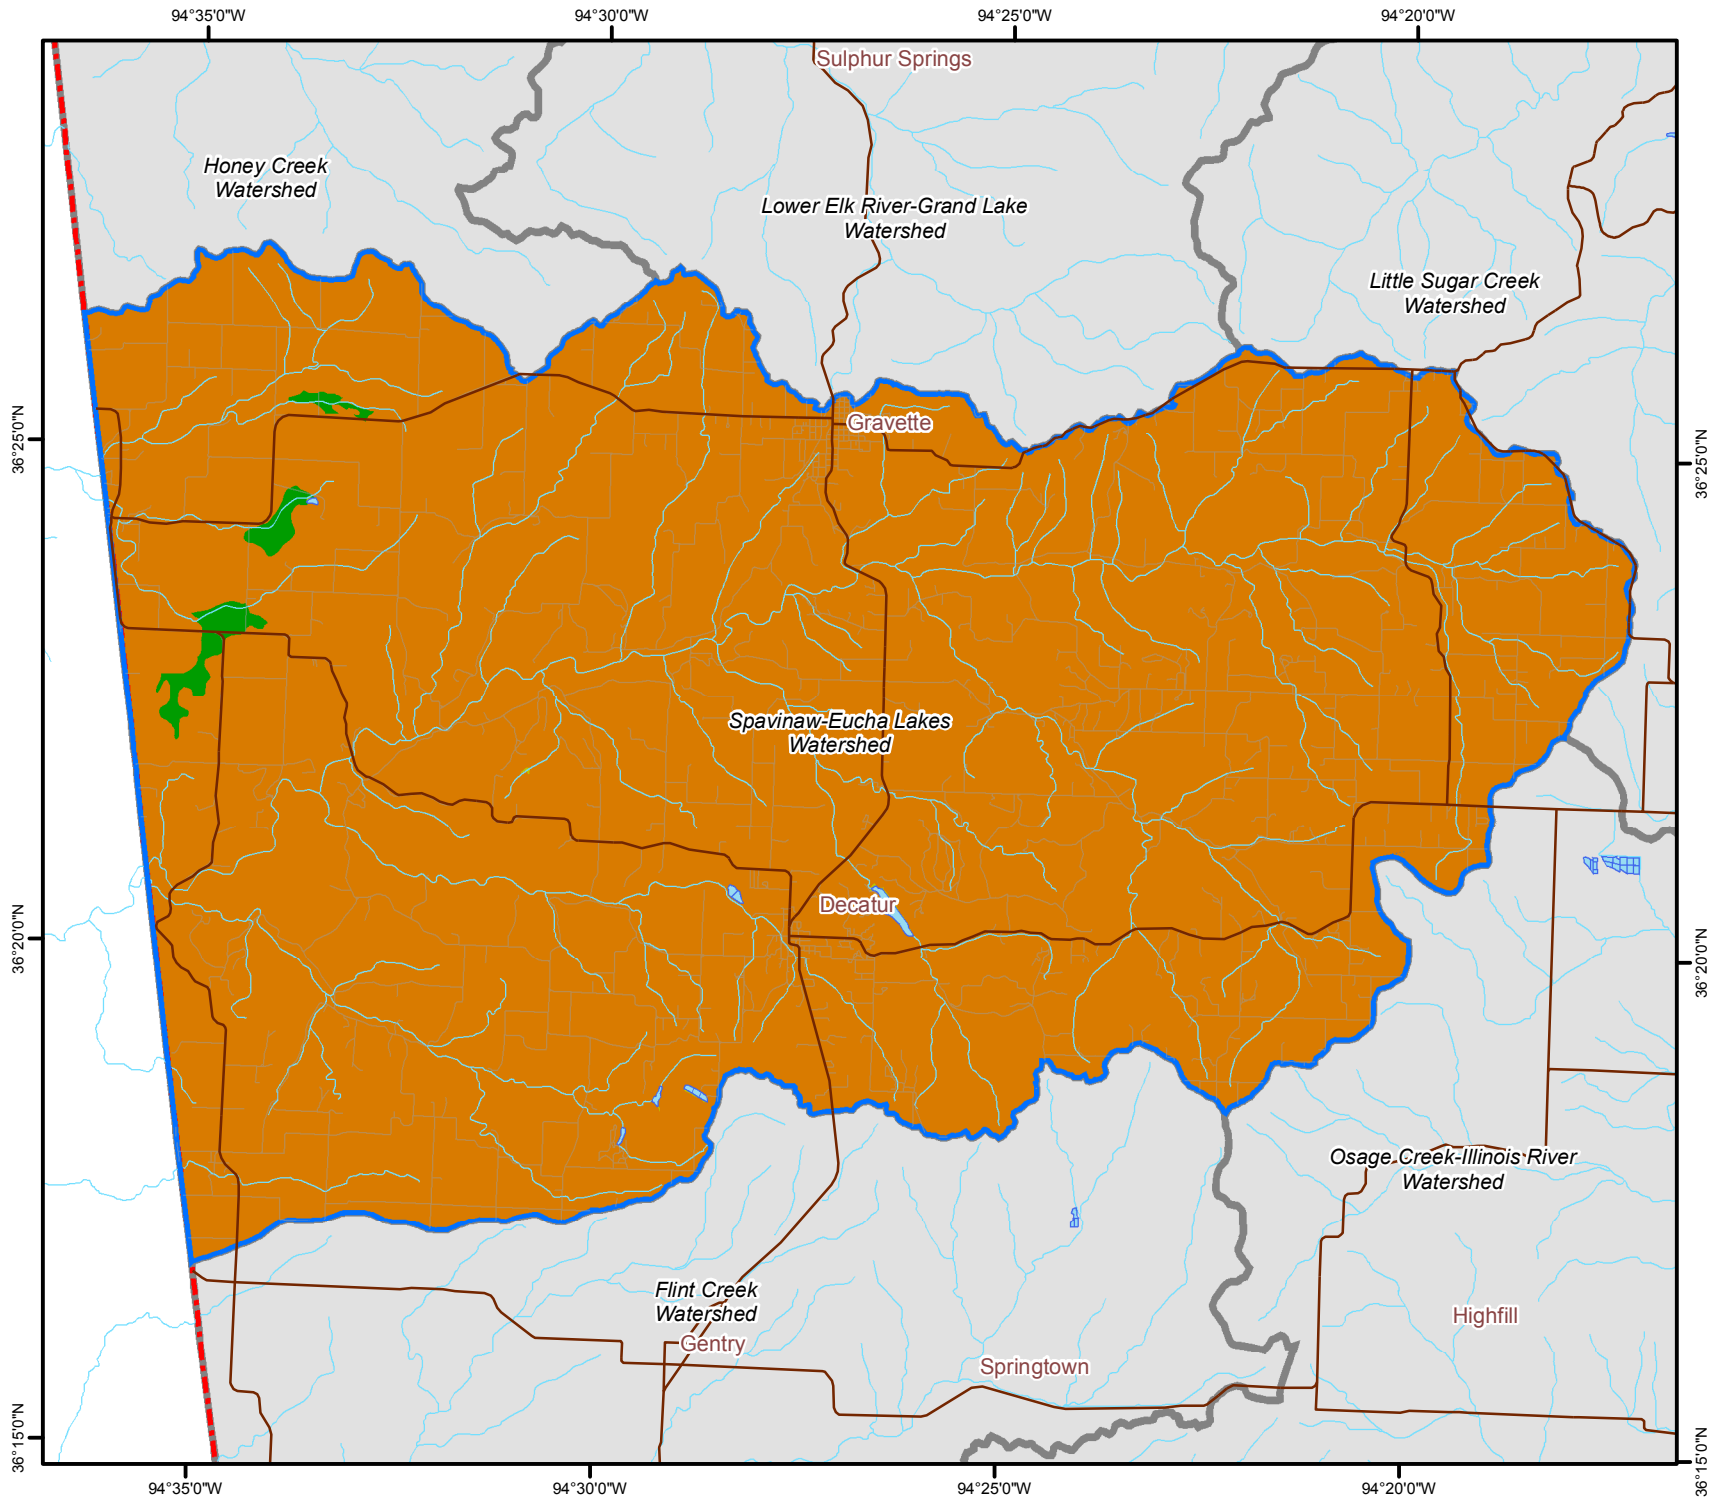 94°35'0"W
94°30'0"W
94°25'0"W
94°20'0"W
Sulphur Springs
Honey Creek
Watershed
Lower Elk River-Grand Lake
Watershed
Little Sugar Creek
Watershed
36°25'0"N
Gravette
36°25'0"N
Spavinaw-Eucha Lakes
Watershed
Decatur
36°20'0"N
36°20'0"N
Osage Creek-Illinois River
Watershed
Flint Creek
Watershed
Highfill
Gentry
Springtown
36°15'0"N
36°15'0"N
94°35'0"W
94°30'0"W
94°25'0"W
94°20'0"W